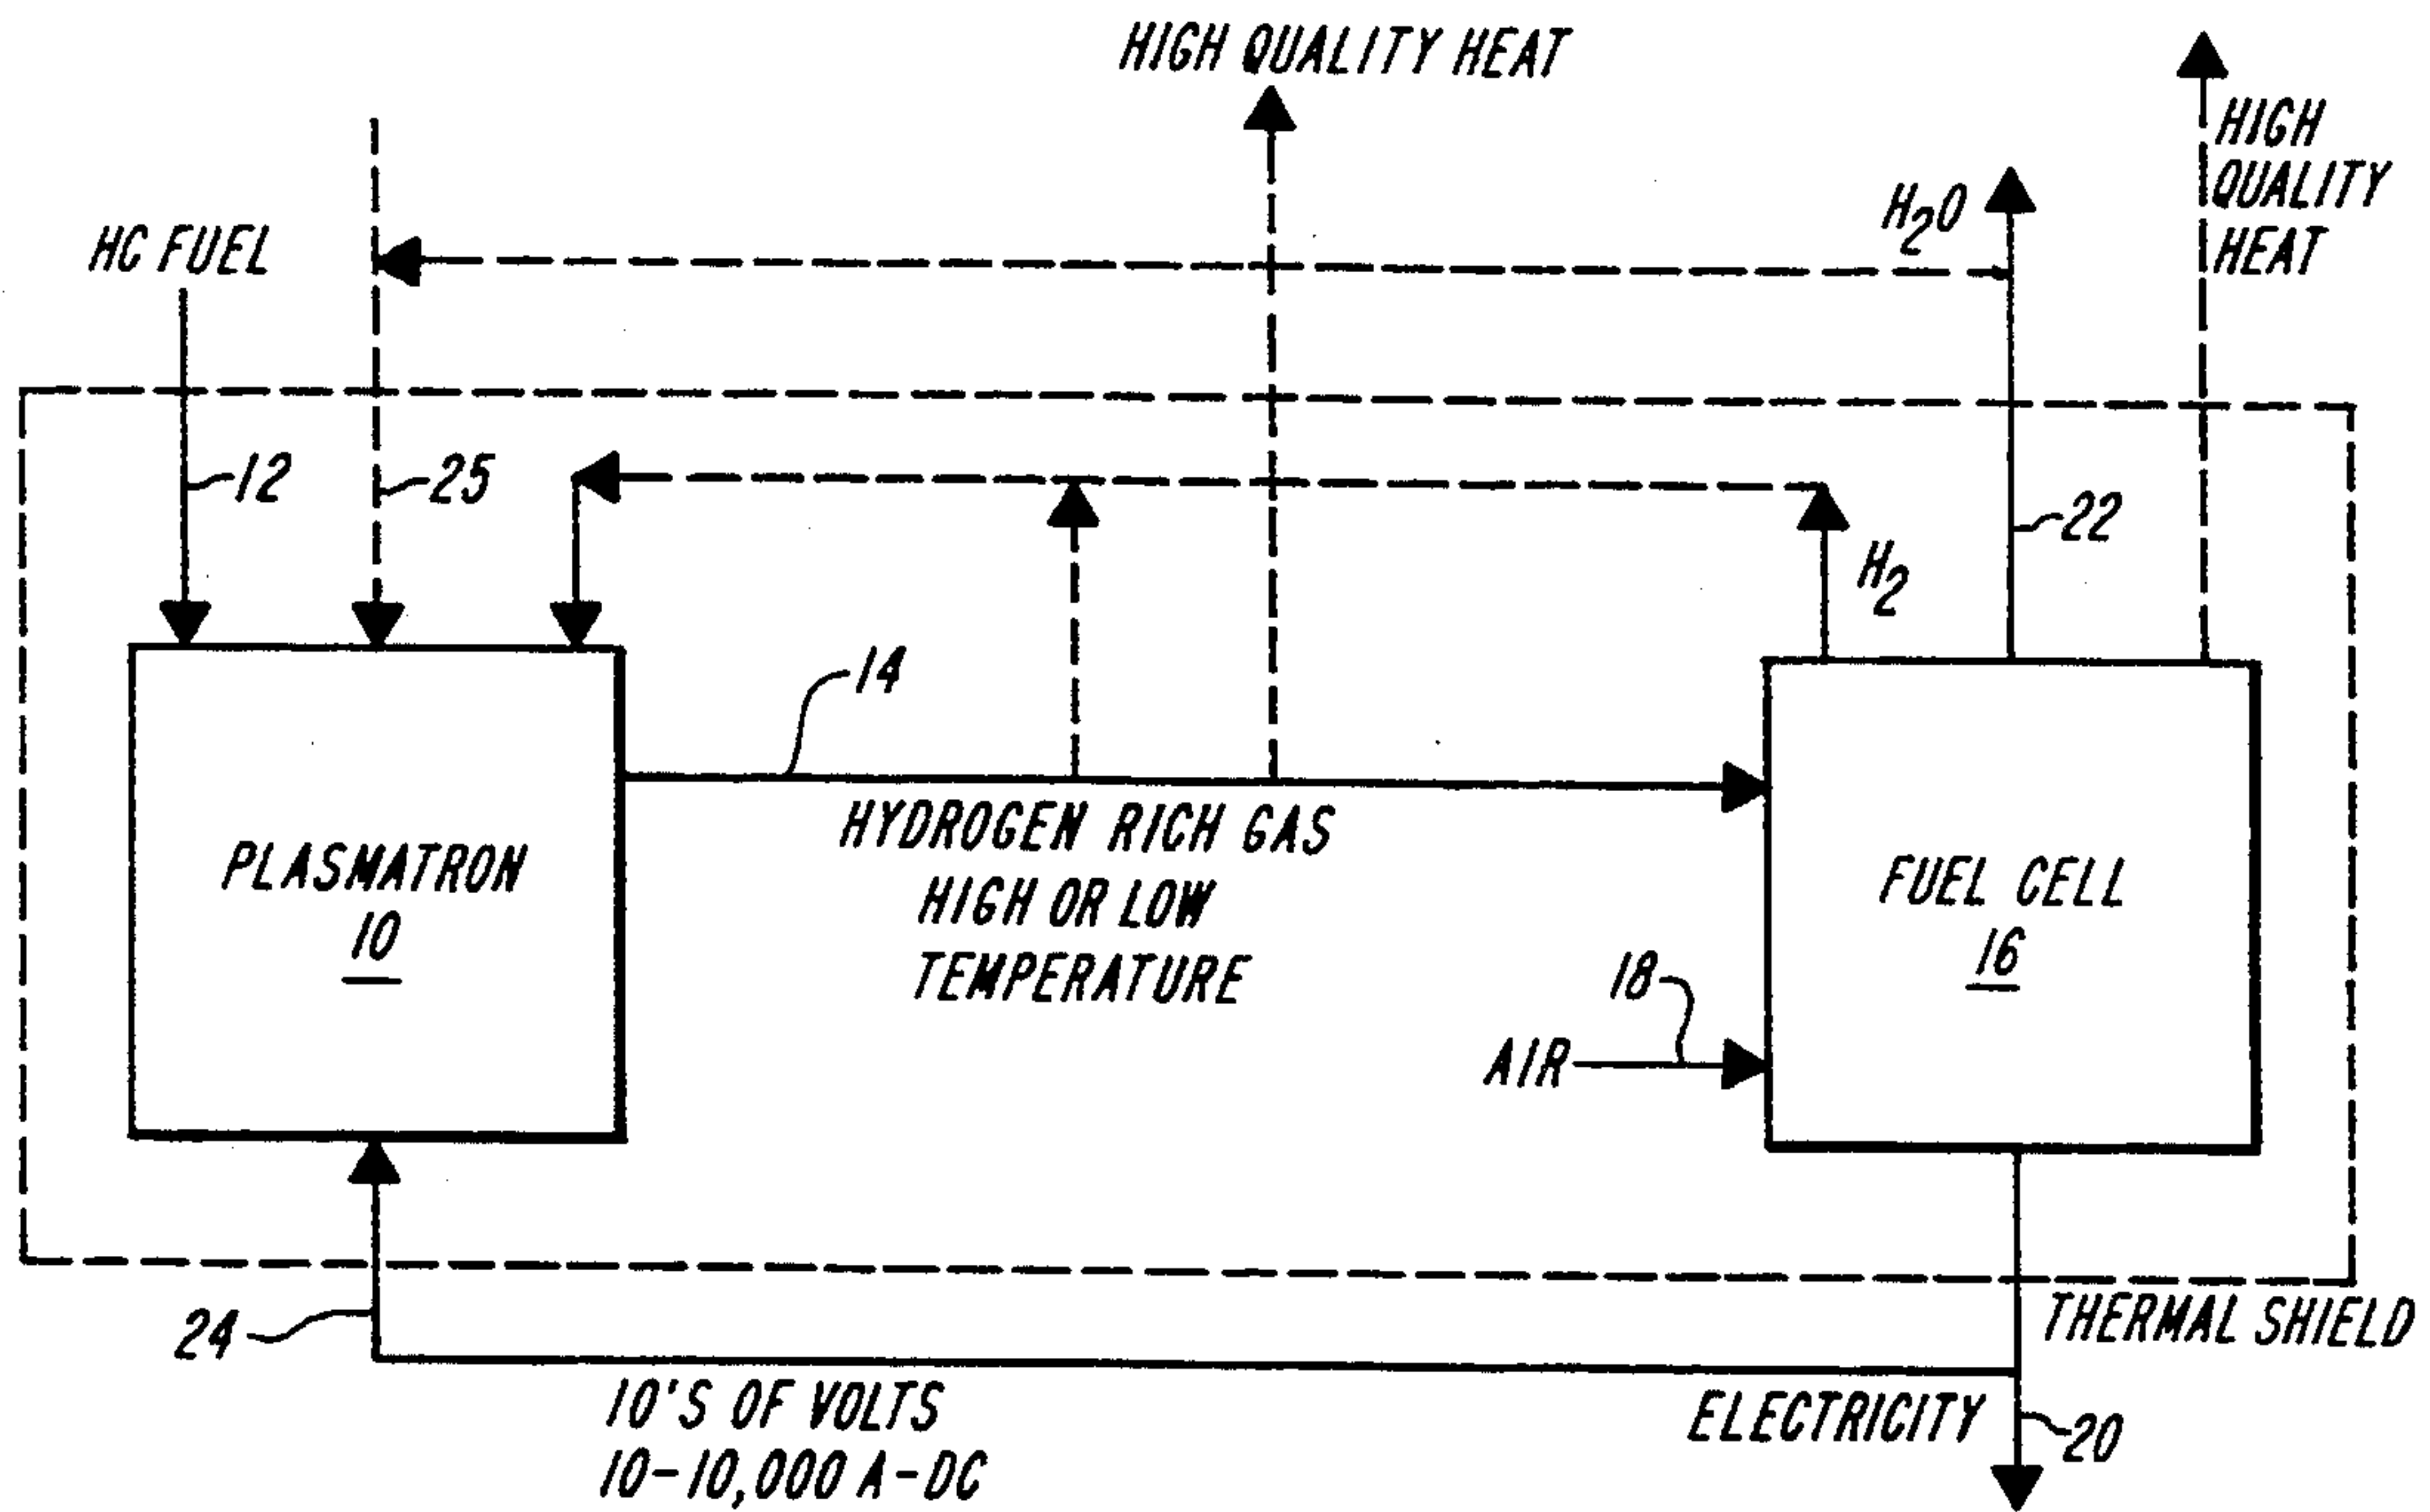 HIGH QUALITY HEAT
HIGH
QUALITY
HEAT
H2O
HC FUEL
12
25
22
H2
14
HYDROGEN RICH GAS
HIGH OR LOW
TEMPERATURE
PLASMATRON
10
FUEL CELL
16
18
AIR
24
THERMAL SHIELD
10'S OF VOLTS
10-10,000 A-DC
ELECTRICITY
20